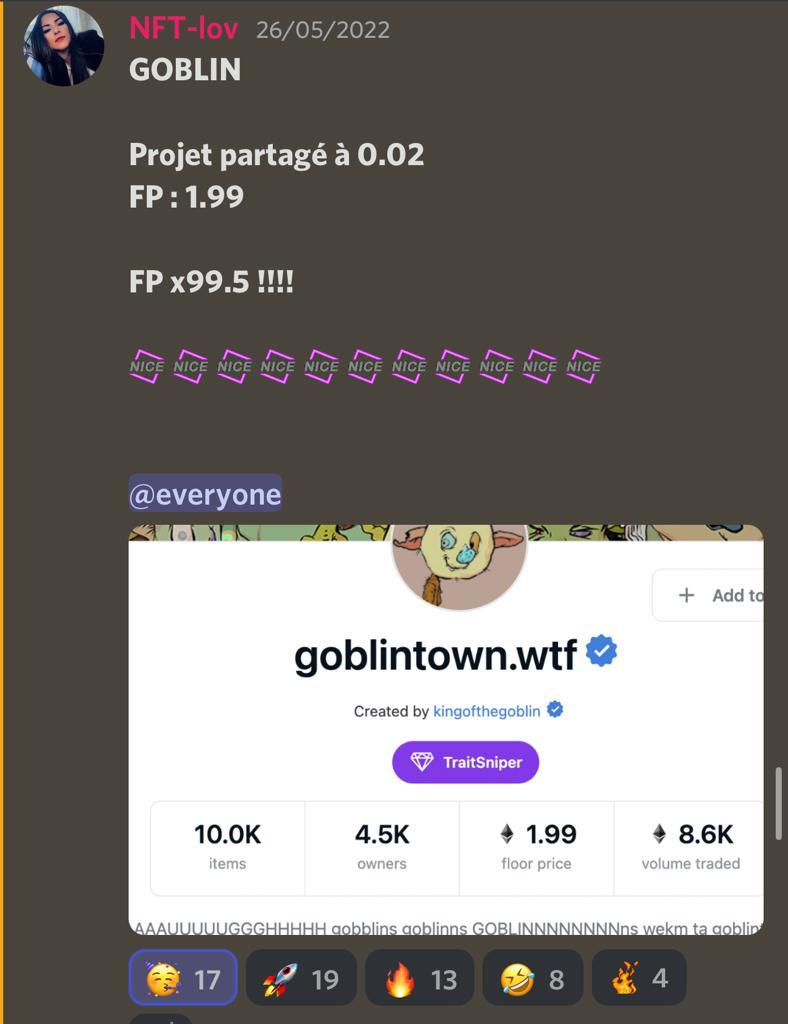 NFT-lov 26/05/2022
GOBLIN
Projet partagé à 0.02
FP : 1.99
FP x99.5 !!!!
NICE NICE NICE NICE NICE NICE NICE NICE NICE NICE NICE
@everyone
+ Add to
goblintown.wtf
Created by kingofthegoblin
TraitSniper
10.0K 4.5K 1.99 8.6K
items owners floor price volume traded
AAAUUUUUGGGHHHHH gobblins goblinns GOBLINNNNNNNNns wekm ta goblin
17 19 13 8 4